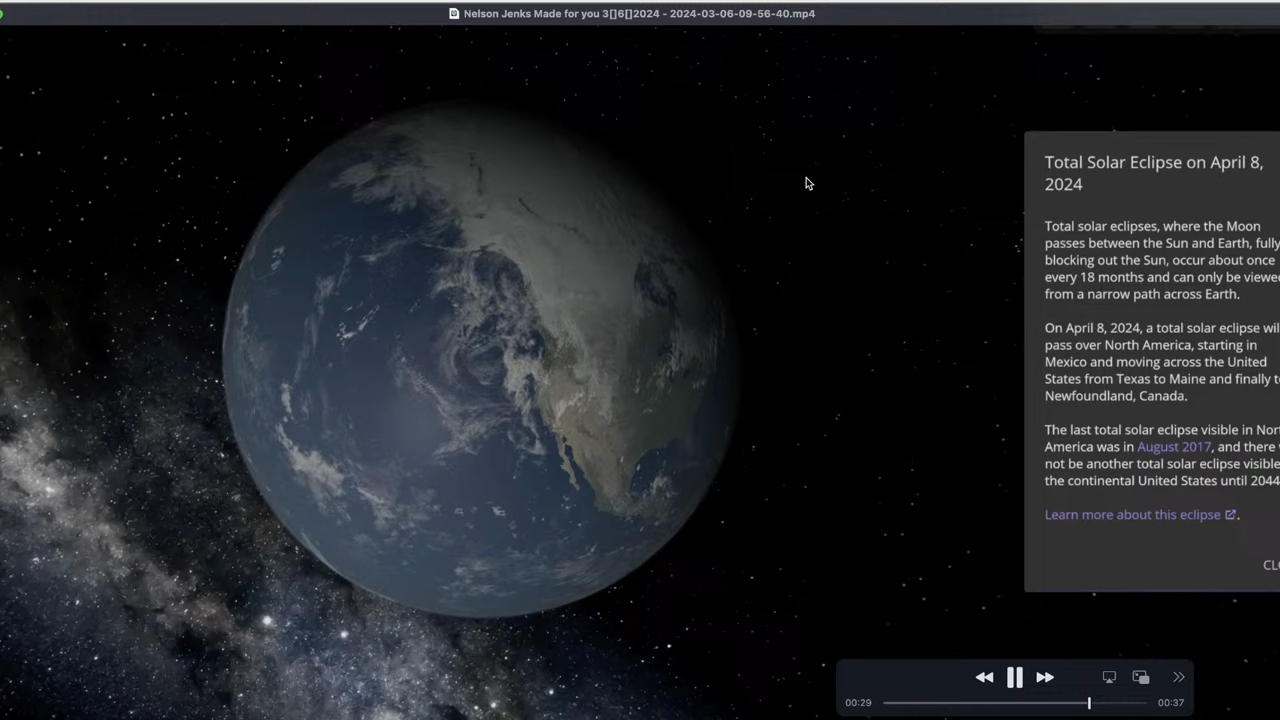 Nelson Jenks Made for you 3[]6[]2024 - 2024-03-06-09-56-40.mp4
Total Solar Eclipse on April 8,
2024
Total solar eclipses, where the Moon
passes between the Sun and Earth, fully
blocking out the Sun, occur about once
every 18 months and can only be viewed
from a narrow path across Earth.
On April 8, 2024, a total solar eclipse wil
pass over North America, starting in
Mexico and moving across the United
States from Texas to Maine and finally t
Newfoundland, Canada.
The last total solar eclipse visible in Nor
America was in August 2017, and there
not be another total solar eclipse visible
the continental United States until 2044
Learn more about this eclipse.
CL
00:29
00:37